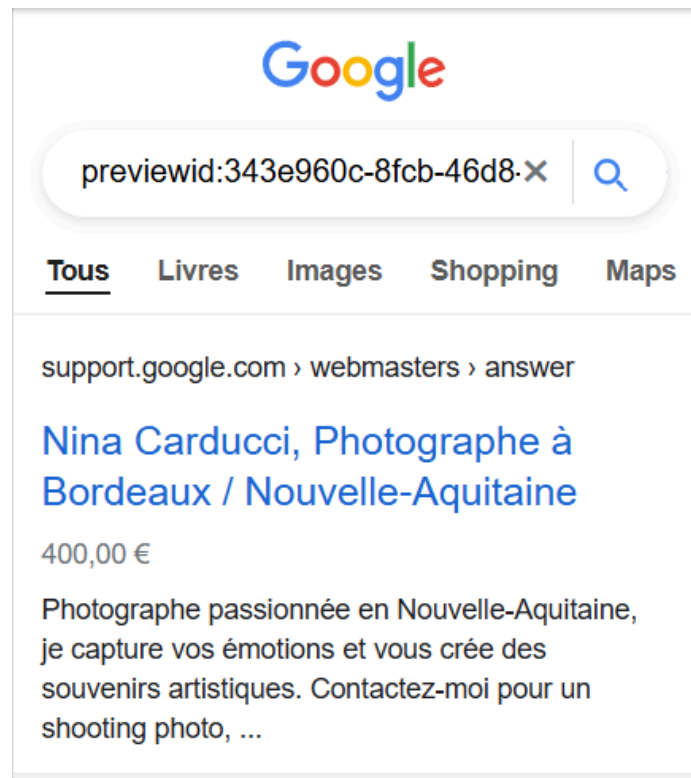 Google
previewid:343e960c-8fcb-46d8-
Tous Livres Images Shopping Maps
support.google.com › webmasters › answer
Nina Carducci, Photographe à
Bordeaux / Nouvelle-Aquitaine
400,00 €
Photographe passionnée en Nouvelle-Aquitaine,
je capture vos émotions et vous crée des
souvenirs artistiques. Contactez-moi pour un
shooting photo, ...